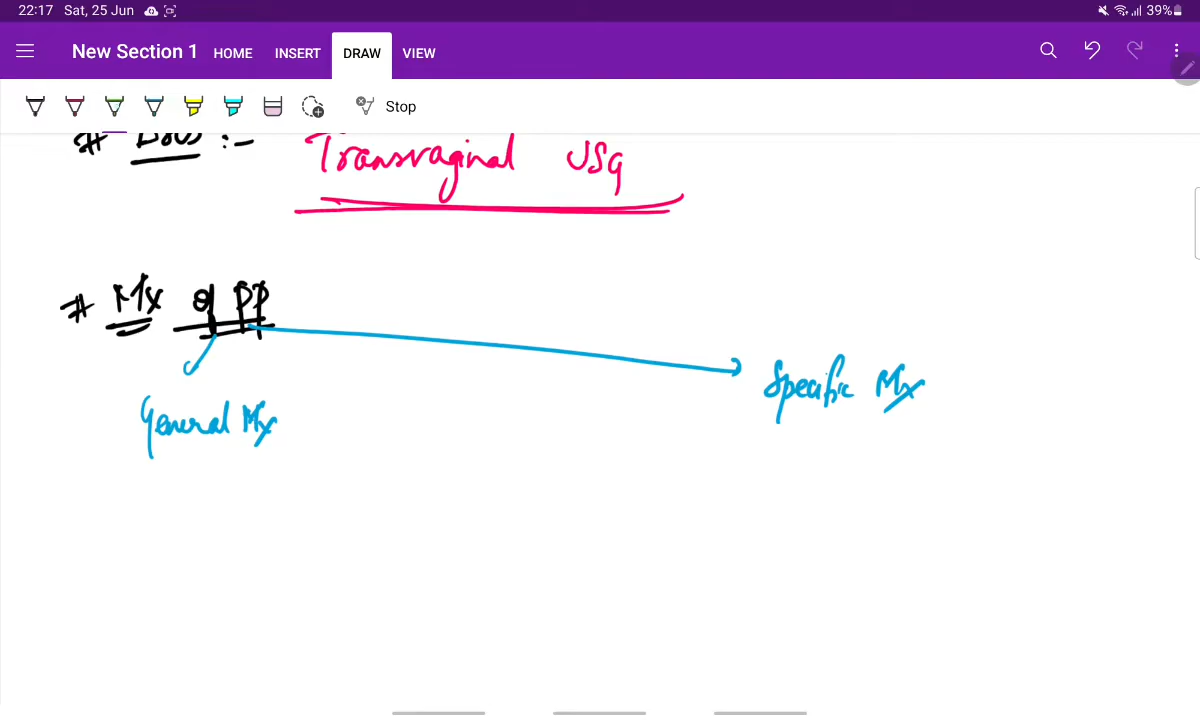 22:17 Sat, 25 Jun 39%
New Section 1 HOME INSERT DRAW VIEW
Stop
# :-
Transvaginal USG
# Mx of PP
General Mx
Specific Mx